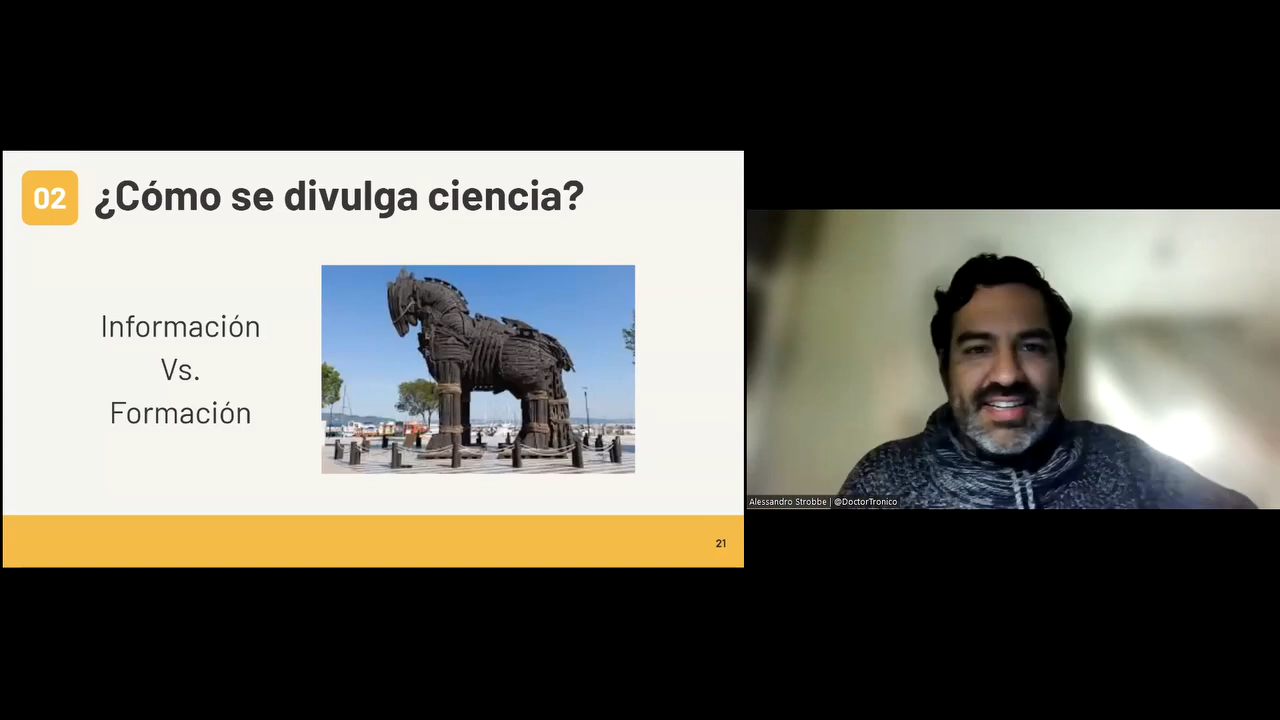 02
¿Cómo se divulga ciencia?
Información
Vs.
Formación
21
Alessandro Strobbe | @DoctorTronico